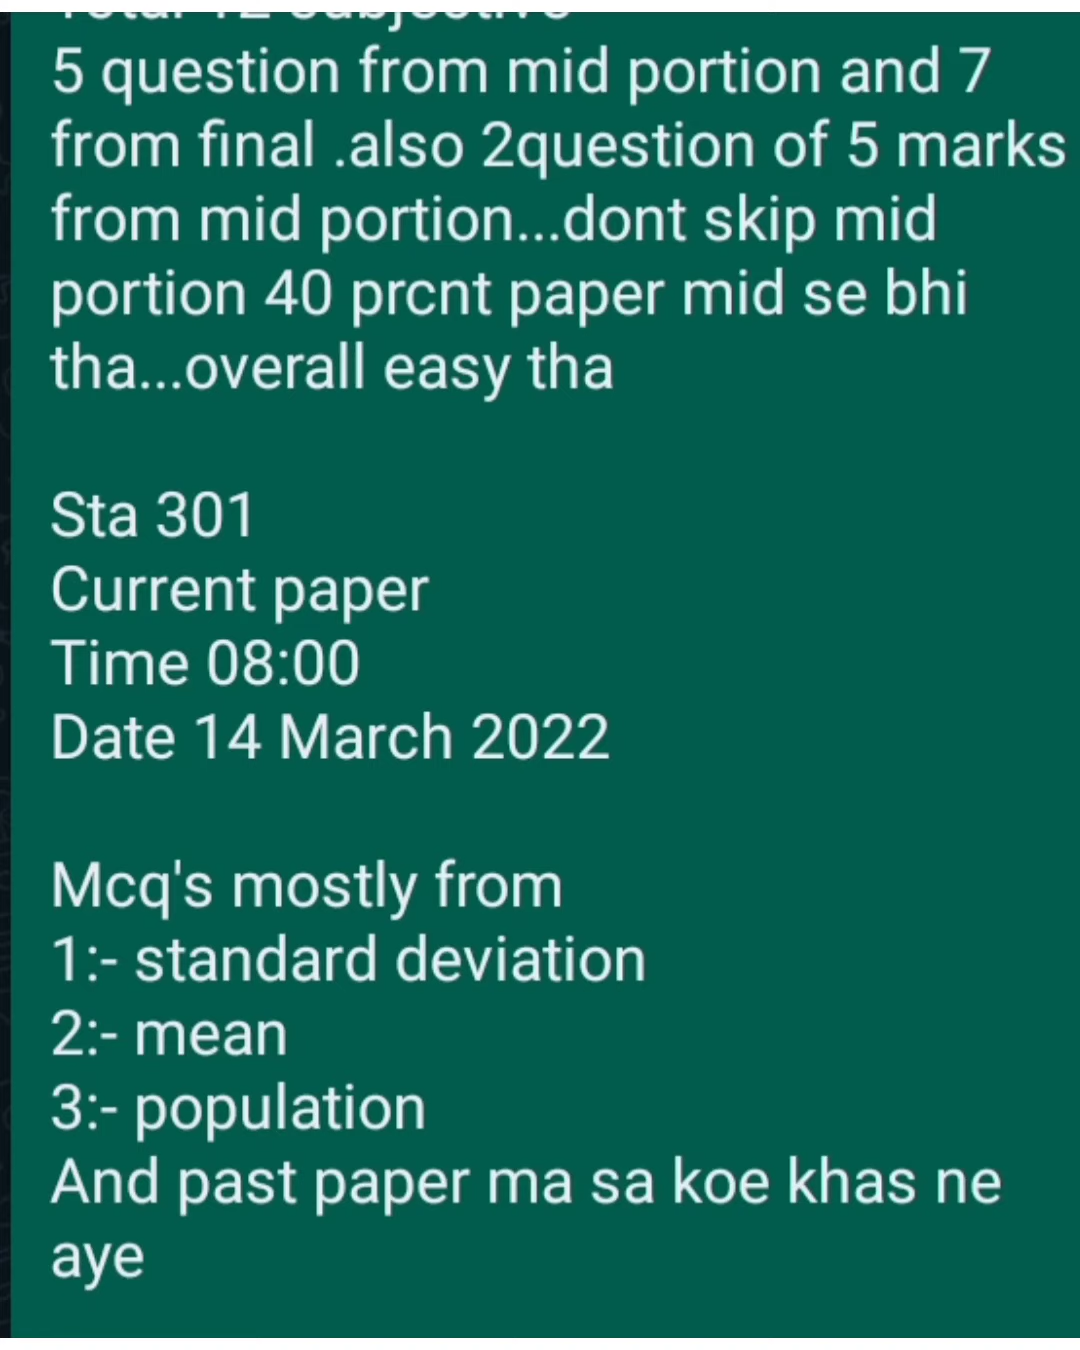 Total 12 subjective
5 question from mid portion and 7
from final .also 2question of 5 marks
from mid portion...dont skip mid
portion 40 prcnt paper mid se bhi
tha...overall easy tha
Sta 301
Current paper
Time 08:00
Date 14 March 2022
Mcq's mostly from
1:- standard deviation
2:- mean
3:- population
And past paper ma sa koe khas ne
aye